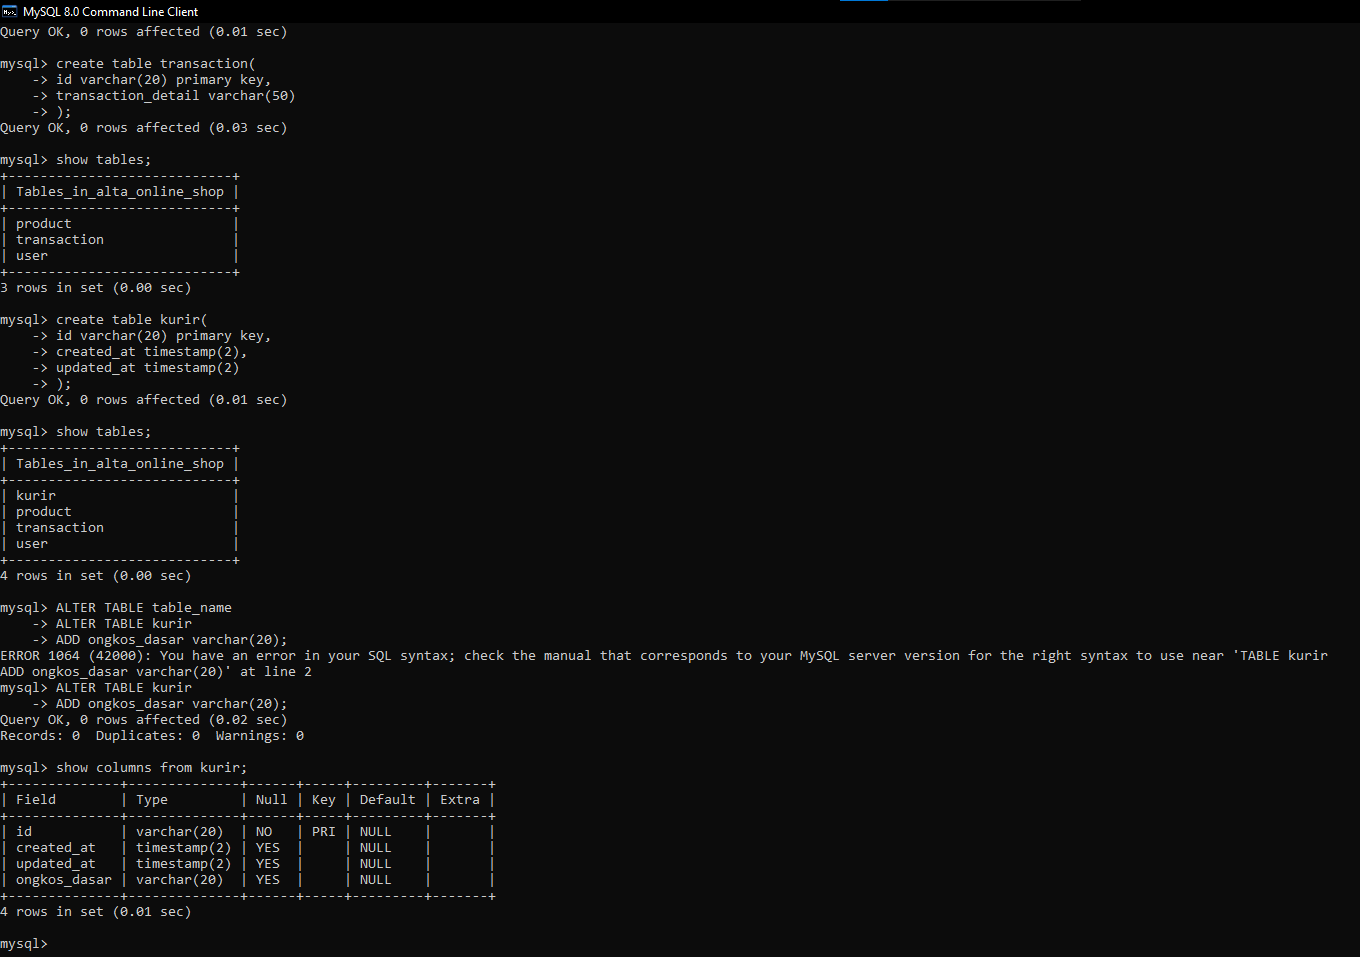 MySQL 8.0 Command Line Client
Query OK, 0 rows affected (0.01 sec)
mysql> create table transaction(
    -> id varchar(20) primary key,
    -> transaction_detail varchar(50)
    -> );
Query OK, 0 rows affected (0.03 sec)
mysql> show tables;
+----------------------------+
| Tables_in_alta_online_shop |
+----------------------------+
| product                    |
| transaction                |
| user                       |
+----------------------------+
3 rows in set (0.00 sec)
mysql> create table kurir(
    -> id varchar(20) primary key,
    -> created_at timestamp(2),
    -> updated_at timestamp(2)
    -> );
Query OK, 0 rows affected (0.01 sec)
mysql> show tables;
+----------------------------+
| Tables_in_alta_online_shop |
+----------------------------+
| kurir                      |
| product                    |
| transaction                |
| user                       |
+----------------------------+
4 rows in set (0.00 sec)
mysql> ALTER TABLE table_name
    -> ALTER TABLE kurir
    -> ADD ongkos_dasar varchar(20);
ERROR 1064 (42000): You have an error in your SQL syntax; check the manual that corresponds to your MySQL server version for the right syntax to use near 'TABLE kurir
ADD ongkos_dasar varchar(20)' at line 2
mysql> ALTER TABLE kurir
    -> ADD ongkos_dasar varchar(20);
Query OK, 0 rows affected (0.02 sec)
Records: 0  Duplicates: 0  Warnings: 0
mysql> show columns from kurir;
+--------------+--------------+------+-----+---------+-------+
| Field        | Type         | Null | Key | Default | Extra |
+--------------+--------------+------+-----+---------+-------+
| id           | varchar(20)  | NO   | PRI | NULL    |       |
| created_at   | timestamp(2) | YES  |     | NULL    |       |
| updated_at   | timestamp(2) | YES  |     | NULL    |       |
| ongkos_dasar | varchar(20)  | YES  |     | NULL    |       |
+--------------+--------------+------+-----+---------+-------+
4 rows in set (0.01 sec)
mysql>